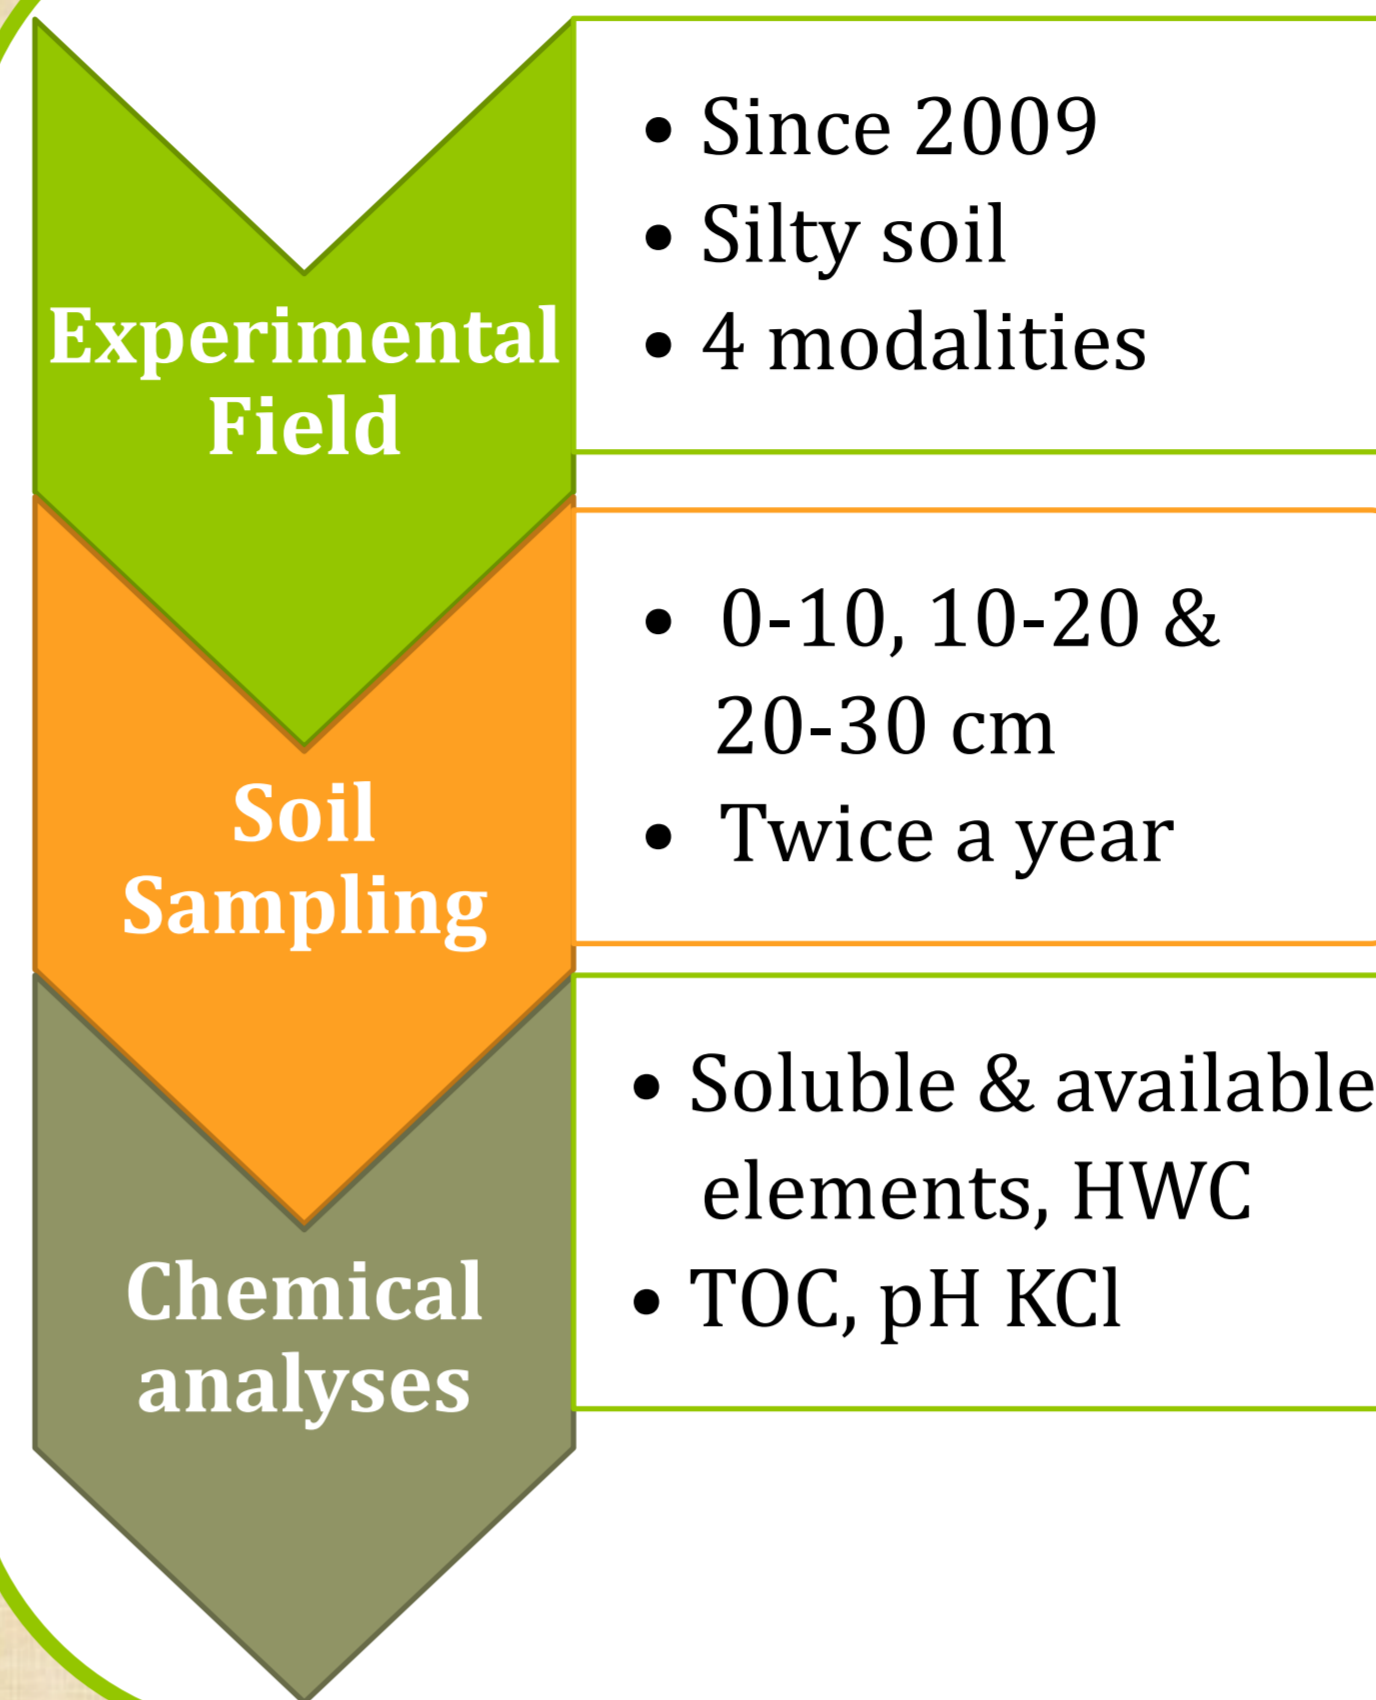 Experimental
Field
• Since 2009
• Silty soil
• 4 modalities
Soil
Sampling
• 0-10, 10-20 &
20-30 cm
• Twice a year
Chemical
analyses
• Soluble & available
elements, HWC
• TOC, pH KCl